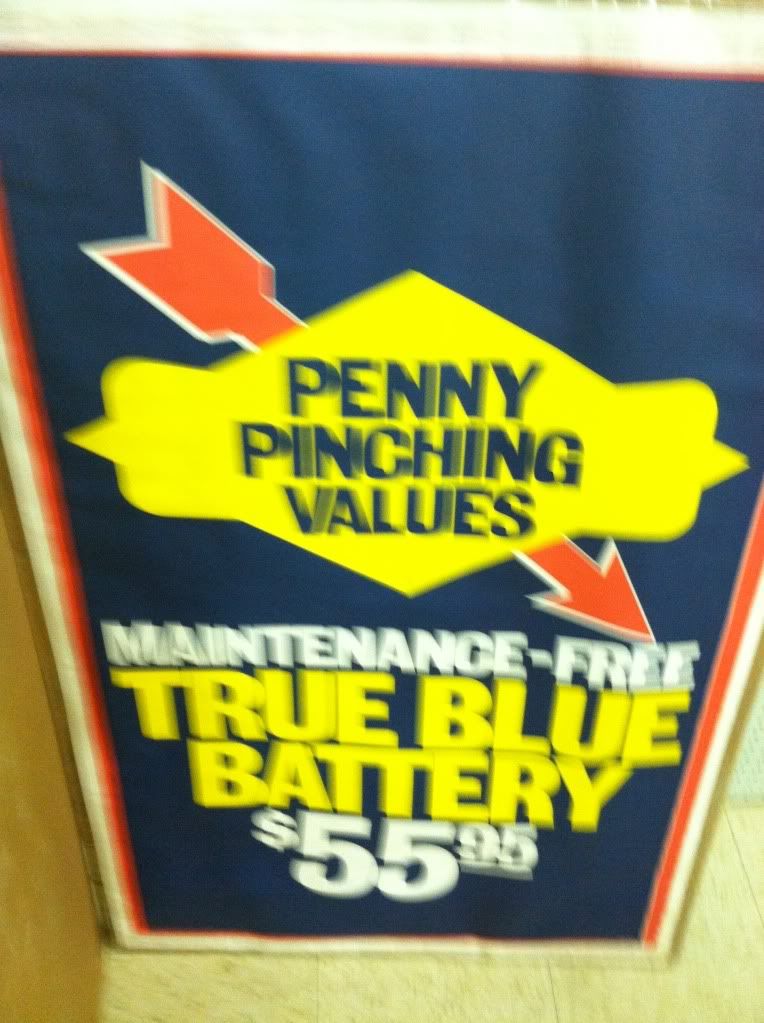 PENNY
PINCHING
VALUES
MAINTENANCE-FREE
TRUE BLUE
BATTERY
$55 95